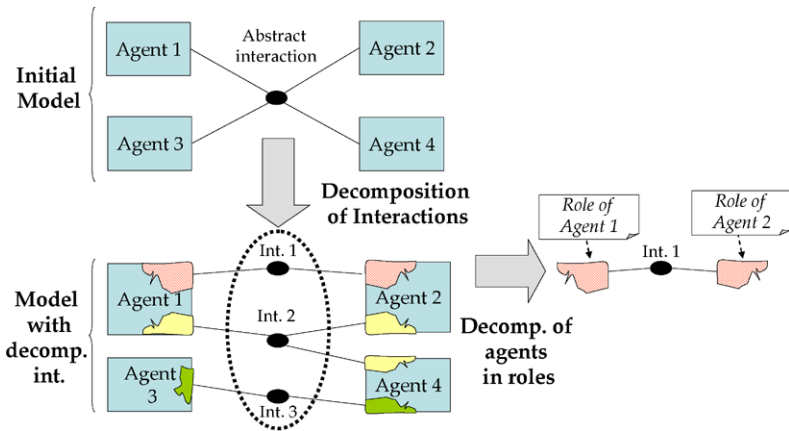 Initial
Model
Agent 1
Abstract
interaction
Agent 2
Agent 3
Agent 4
Decomposition
of Interactions
Model
with
decomp.
int.
Agent 1
Int. 1
Agent 2
Int. 2
Agent
3
Int. 3
Agent 4
Decomp. of
agents
in roles
Role of
Agent 1
Int. 1
Role of
Agent 2